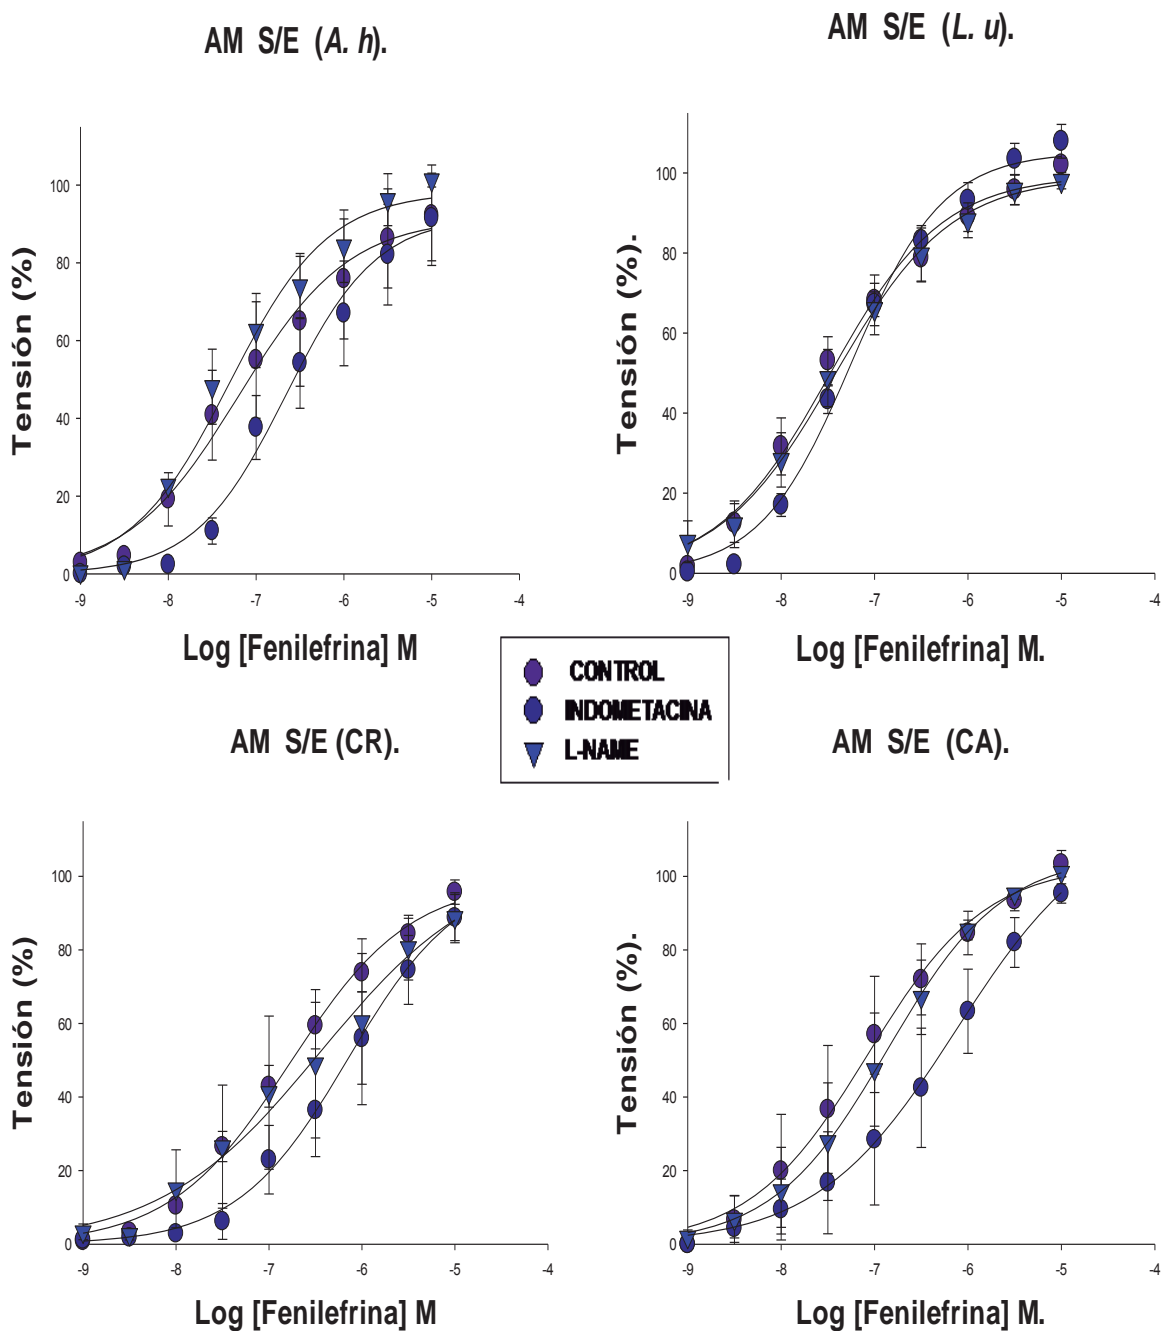 AM S/E (A. h).
AM S/E (L. u).
Tensión (%)
100
80
60
40
20
0
-9 -8 -7 -6 -5 -4
Log [Fenilefrina] M
Tensión (%).
100
80
60
40
20
0
-9 -8 -7 -6 -5 -4
Log [Fenilefrina] M.
CONTROL
INDOMETACINA
L-NAME
AM S/E (CR).
AM S/E (CA).
Tensión (%)
100
80
60
40
20
0
-9 -8 -7 -6 -5 -4
Log [Fenilefrina] M
Tensión (%).
100
80
60
40
20
0
-9 -8 -7 -6 -5 -4
Log [Fenilefrina] M.